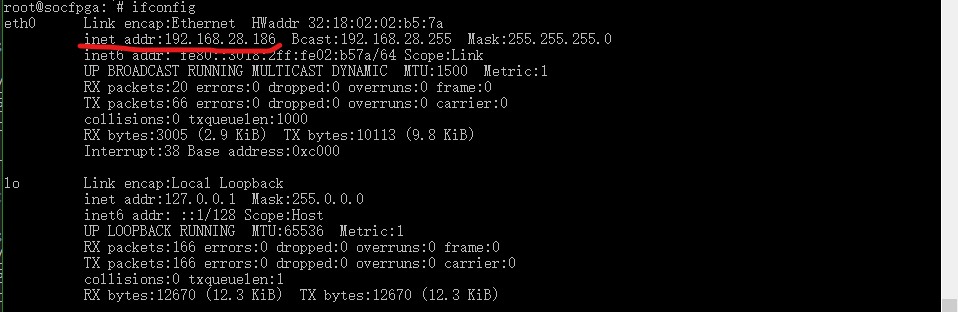 root@socfpga:~# ifconfig
eth0 Link encap:Ethernet HWaddr 32:18:02:02:b5:7a
inet addr:192.168.28.186 Bcast:192.168.28.255 Mask:255.255.255.0
inet6 addr: fe80::3018:2ff:fe02:b57a/64 Scope:Link
UP BROADCAST RUNNING MULTICAST DYNAMIC MTU:1500 Metric:1
RX packets:20 errors:0 dropped:0 overruns:0 frame:0
TX packets:66 errors:0 dropped:0 overruns:0 carrier:0
collisions:0 txqueuelen:1000
RX bytes:3005 (2.9 KiB) TX bytes:10113 (9.8 KiB)
Interrupt:38 Base address:0xc000
lo Link encap:Local Loopback
inet addr:127.0.0.1 Mask:255.0.0.0
inet6 addr: ::1/128 Scope:Host
UP LOOPBACK RUNNING MTU:65536 Metric:1
RX packets:166 errors:0 dropped:0 overruns:0 frame:0
TX packets:166 errors:0 dropped:0 overruns:0 carrier:0
collisions:0 txqueuelen:1
RX bytes:12670 (12.3 KiB) TX bytes:12670 (12.3 KiB)